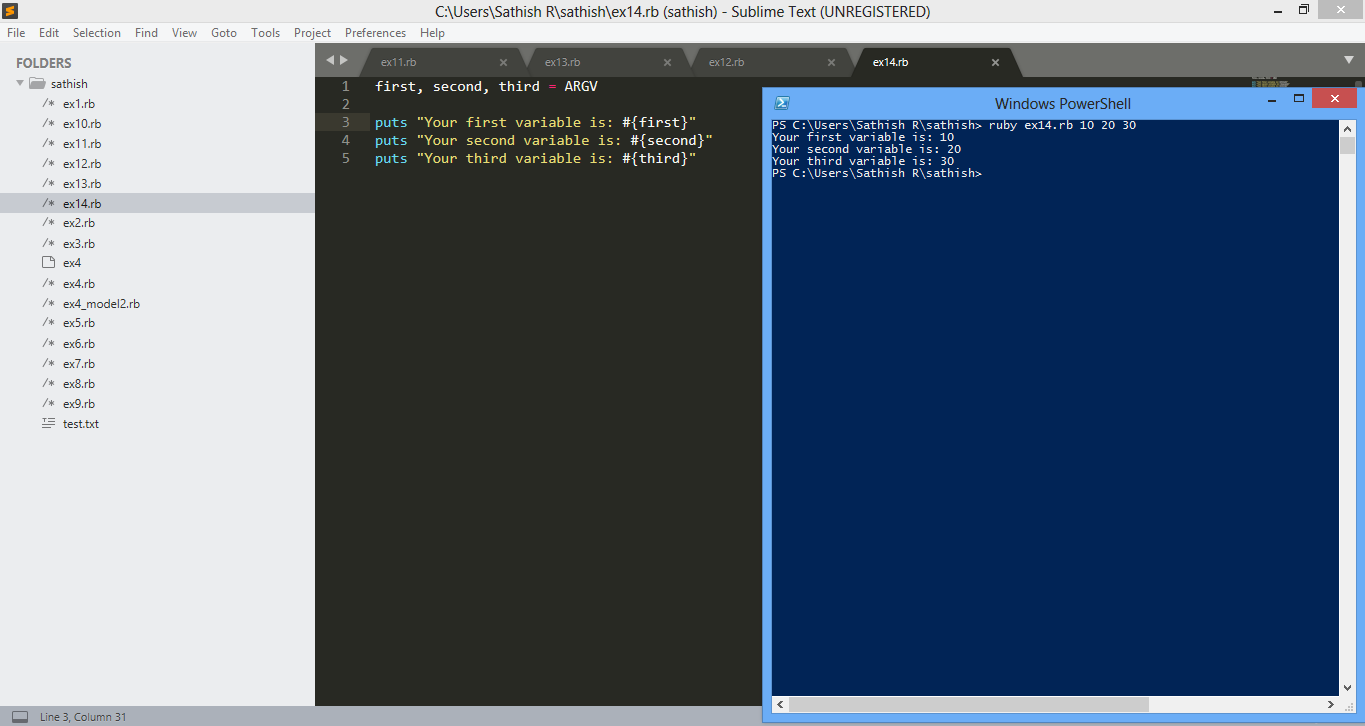 C:\Users\Sathish R\sathish\ex14.rb (sathish) - Sublime Text (UNREGISTERED)
File Edit Selection Find View Goto Tools Project Preferences Help
FOLDERS
sathish
/* ex1.rb
/* ex10.rb
/* ex11.rb
/* ex12.rb
/* ex13.rb
/* ex14.rb
/* ex2.rb
/* ex3.rb
ex4
/* ex4.rb
/* ex4_model2.rb
/* ex5.rb
/* ex6.rb
/* ex7.rb
/* ex8.rb
/* ex9.rb
test.txt
ex11.rb ex13.rb ex12.rb ex14.rb
1 first, second, third = ARGV
2
3 puts "Your first variable is: #{first}"
4 puts "Your second variable is: #{second}"
5 puts "Your third variable is: #{third}"
Windows PowerShell
PS C:\Users\Sathish R\sathish> ruby ex14.rb 10 20 30
Your first variable is: 10
Your second variable is: 20
Your third variable is: 30
PS C:\Users\Sathish R\sathish>
Line 3, Column 31